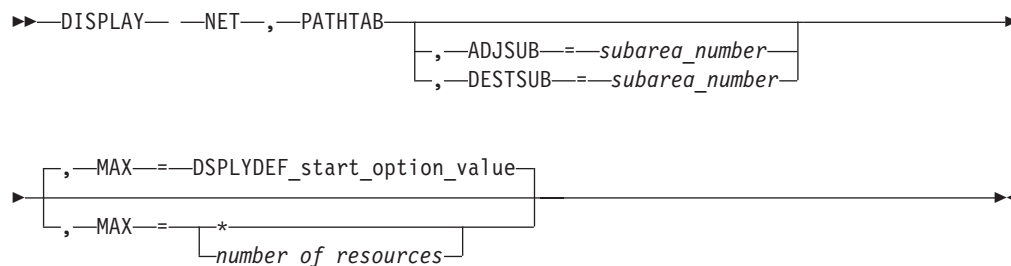 DISPLAY NET , PATHTAB
, ADJSUB = subarea_number
, DESTSUB = subarea_number
, MAX = DSPLYDEF_start_option_value
, MAX = *
number of resources